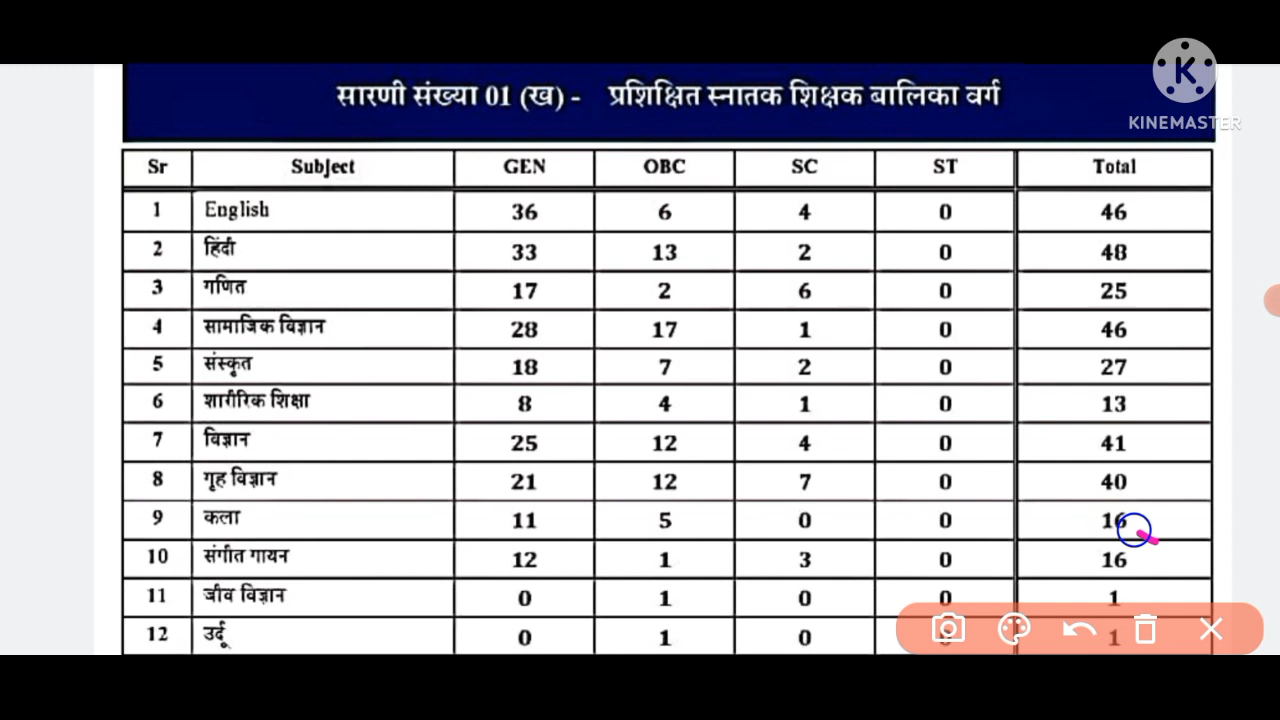 सारणी संख्या 01 (ख) - प्रशिक्षित स्नातक शिक्षक बालिका वर्ग
KINEMASTER
Sr Subject GEN OBC SC ST Total
1 English 36 6 4 0 46
2 हिंदी 33 13 2 0 48
3 गणित 17 2 6 0 25
4 सामाजिक विज्ञान 28 17 1 0 46
5 संस्कृत 18 7 2 0 27
6 शारीरिक शिक्षा 8 4 1 0 13
7 विज्ञान 25 12 4 0 41
8 गृह विज्ञान 21 12 7 0 40
9 कला 11 5 0 0 16
10 संगीत गायन 12 1 3 0 16
11 जीव विज्ञान 0 1 0 0 1
12 उर्दू 0 1 0 0 1